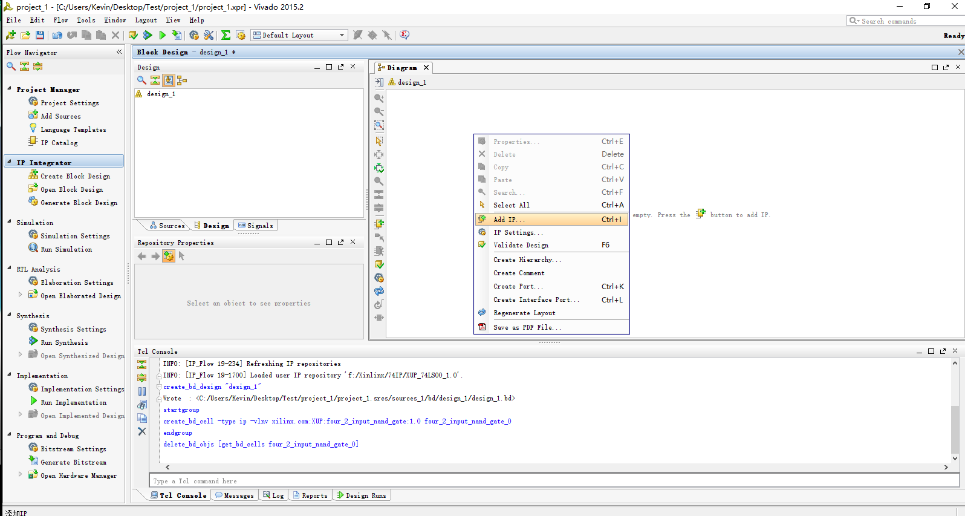 project_1 - [C:/Users/Kevin/Desktop/Test/project_1/project_1.xpr] - Vivado 2015.2
File Edit Flow Tools Window Layout View Help
Search commands
Default Layout
Ready
Flow Navigator
Project Manager
Project Settings
Add Sources
Language Templates
IP Catalog
IP Integrator
Create Block Design
Open Block Design
Generate Block Design
Simulation
Simulation Settings
Run Simulation
RTL Analysis
Elaboration Settings
Open Elaborated Design
Synthesis
Synthesis Settings
Run Synthesis
Open Synthesized Design
Implementation
Implementation Settings
Run Implementation
Open Implemented Design
Program and Debug
Bitstream Settings
Generate Bitstream
Open Hardware Manager
Block Design - design_1 *
Design
design_1
Sources Design Signals
Repository Properties
Select an object to see properties
Diagram
design_1
Properties... Ctrl+E
Delete Delete
Copy Ctrl+C
Paste Ctrl+V
Search... Ctrl+F
Select All Ctrl+A
Add IP... Ctrl+I
IP Settings...
Validate Design F6
Create Hierarchy...
Create Comment
Create Port... Ctrl+K
Create Interface Port... Ctrl+L
Regenerate Layout
Save as PDF File...
empty. Press the button to add IP.
Tcl Console
INFO: [IP_Flow 19-234] Refreshing IP repositories
INFO: [IP_Flow 19-1700] Loaded user IP repository 'f:/Xinlinx/74IP/XUP_74LS00_1.0'.
create_bd_design "design_1"
Wrote : <C:/Users/Kevin/Desktop/Test/project_1/project_1.srcs/sources_1/bd/design_1/design_1.bd>
startgroup
create_bd_cell -type ip -vlnv xilinx.com:XUP:four_2_input_nand_gate:1.0 four_2_input_nand_gate_0
endgroup
delete_bd_objs [get_bd_cells four_2_input_nand_gate_0]
Type a Tcl command here
Tcl Console Messages Log Reports Design Runs
添加IP